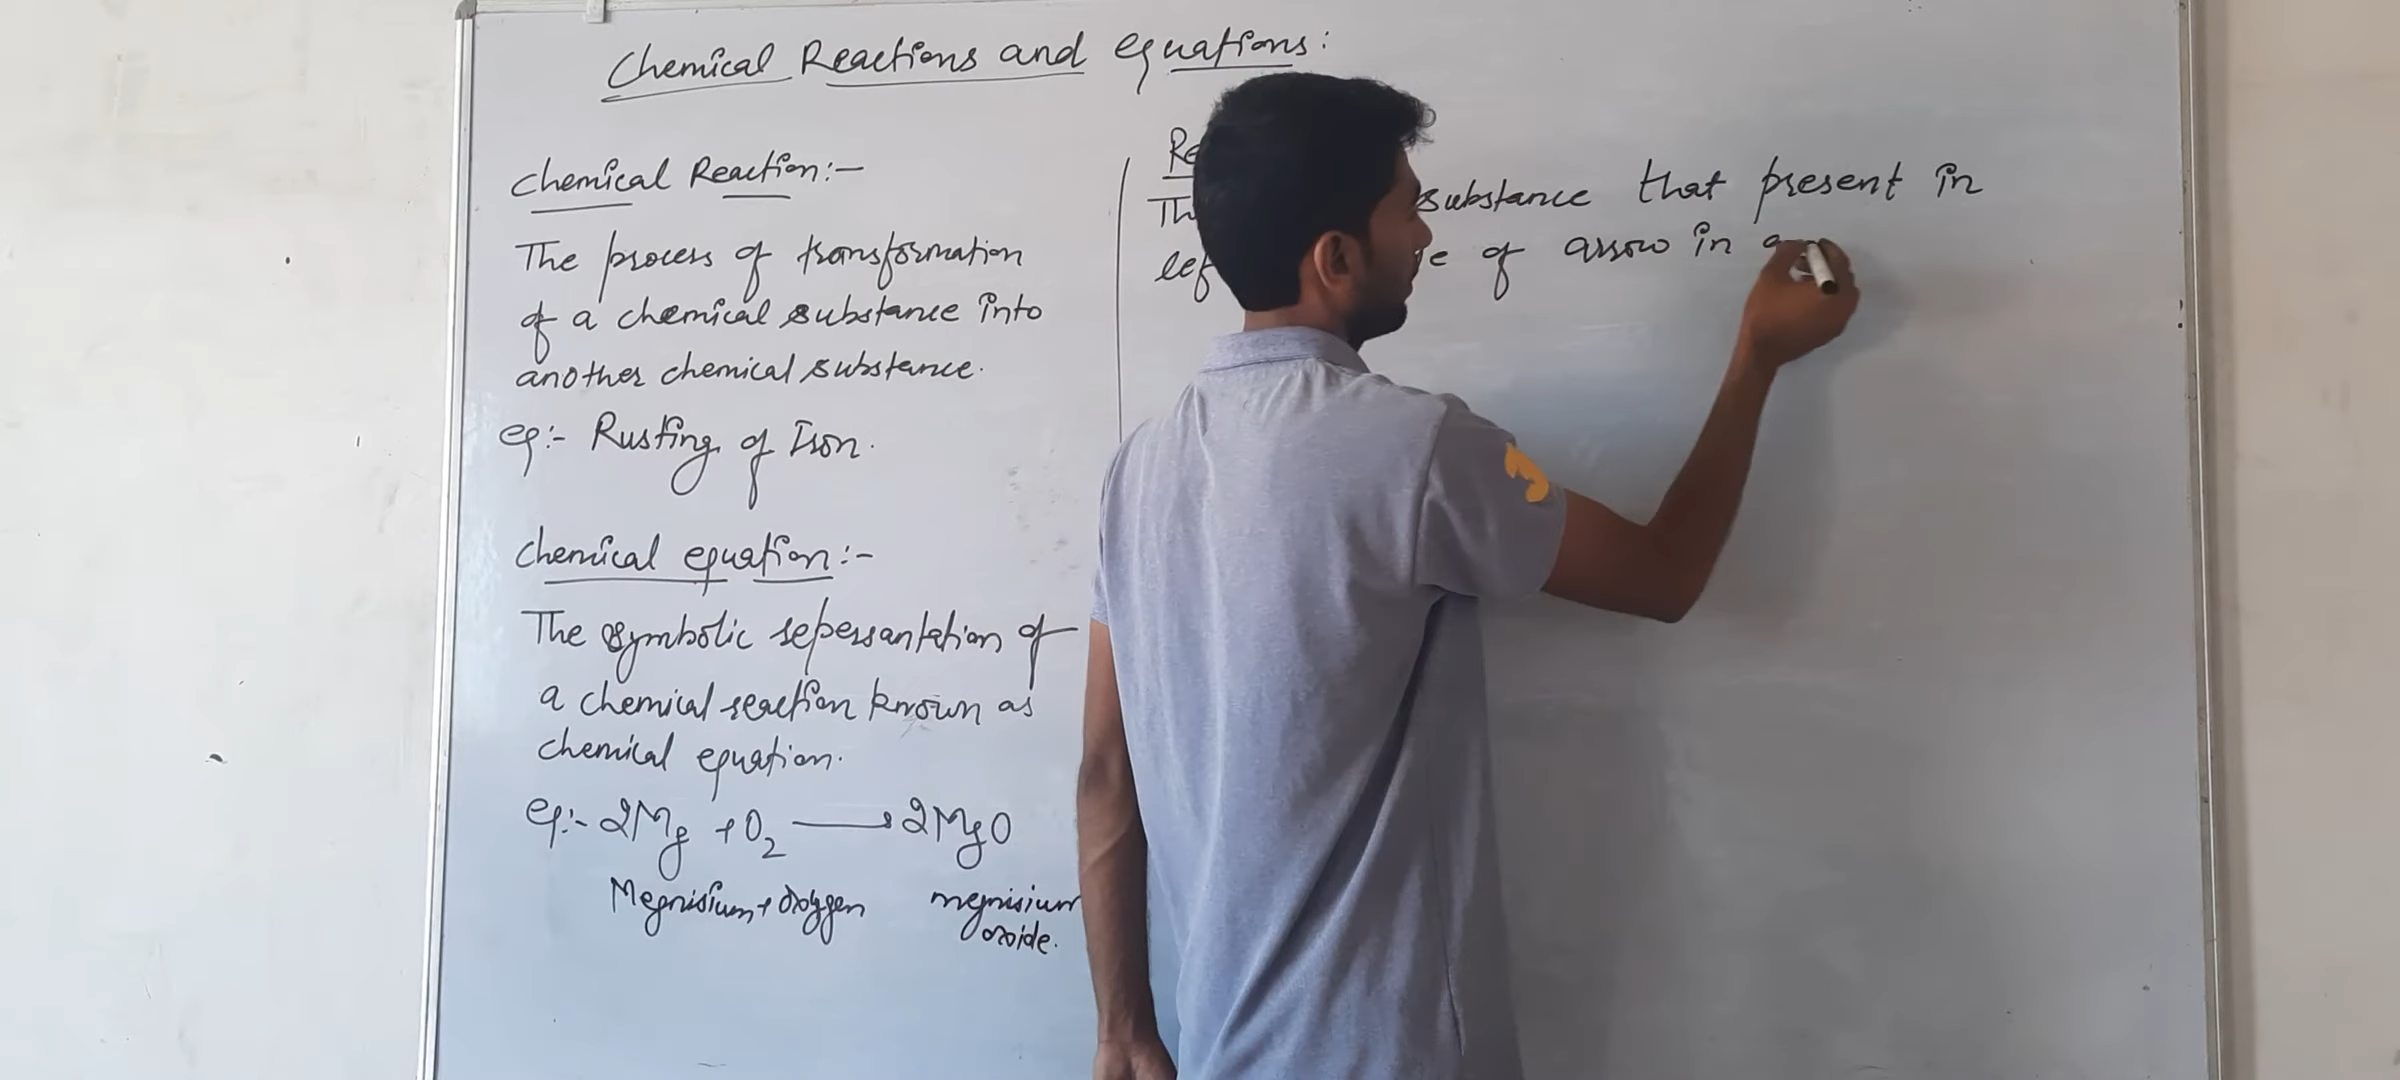 Chemical Reactions and equations:
Chemical Reaction:-
The process of transformation
of a chemical substance into
another chemical substance.
eg:- Rusting of Iron.
Chemical equation:-
The symbolic repersantation of
a chemical reaction known as
chemical equation.
eg:- 2Mg + O₂ ⟶ 2MgO
Megnisium + Oxygen megnisium
oxide.
substance that present in
of arrow in a